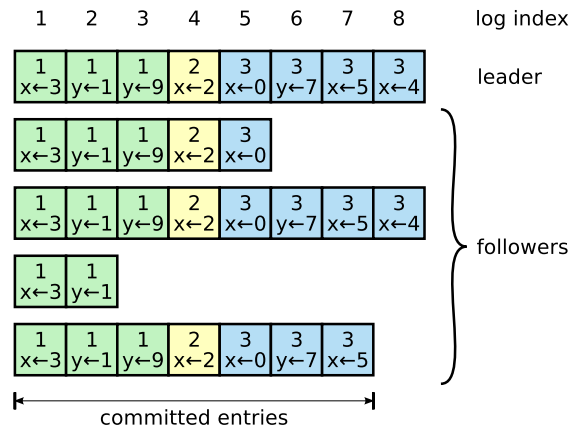 1 2 3 4 5 6 7 8 log index
1 1 1 2 3 3 3 3
x←3 y←1 y←9 x←2 x←0 y←7 x←5 x←4
leader
1 1 1 2 3
x←3 y←1 y←9 x←2 x←0
1 1 1 2 3 3 3 3
x←3 y←1 y←9 x←2 x←0 y←7 x←5 x←4
followers
1 1
x←3 y←1
1 1 1 2 3 3 3
x←3 y←1 y←9 x←2 x←0 y←7 x←5
committed entries